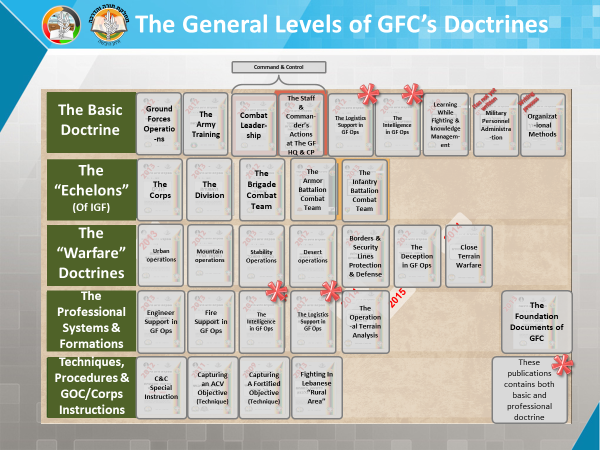 The General Levels of GFC's Doctrines
Command & Control
The Basic
Doctrine
Ground
Forces
Operatio
-ns
The
Army
Training
Combat
Leader-
ship
The Staff
&
Comman-
der's
Actions
at The GF
HQ & CP
The Logistics
Support in
GF Ops
The
Intelligence
in GF Ops
Learning
While
Fighting &
knowledge
Managem-
ent
Military
Personnel
Administra
-tion
Organizat
-ional
Methods
The
"Echelons"
(Of IGF)
The
Corps
The
Division
The
Brigade
Combat
Team
The
Armor
Battalion
Combat
Team
The
Infantry
Battalion
Combat
Team
The
"Warfare"
Doctrines
Urban
operations
Mountain
operations
Stability
Operations
Desert
operations
Borders &
Security
Lines
Protection
& Defense
The
Deception
in GF Ops
Close
Terrain
Warfare
2014
2015
The
Professional
Systems &
Formations
Engineer
Support in
GF Ops
Fire
Support in
GF Ops
The
Intelligence
in GF Ops
The Logistics
Support in
GF Ops
The
Operation
-al Terrain
Analysis
The
Foundation
Documents of
GFC
Techniques,
Procedures &
GOC/Corps
Instructions
C&C
Special
Instruction
Capturing
an ACV
Objective
(Technique)
Capturing
A Fortified
Objective
(Technique)
Fighting In
Lebanese
"Rural
Area"
These
publications
contains both
basic and
professional
doctrine